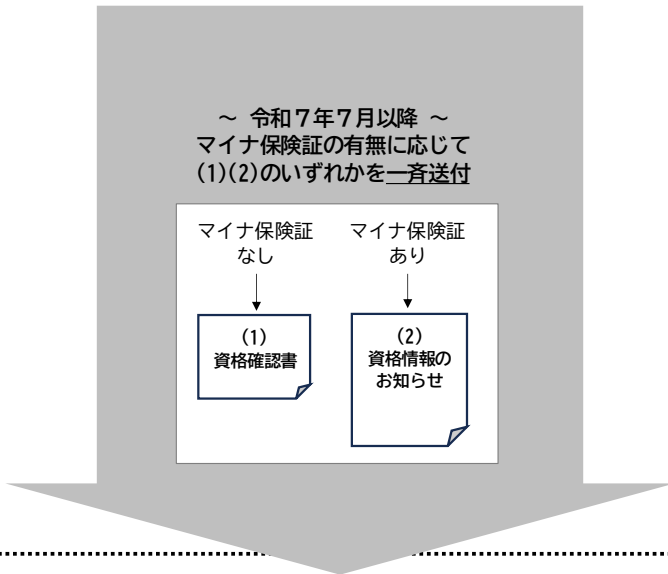 ～ 令和７年７月以降 ～
マイナ保険証の有無に応じて
(1)(2)のいずれかを一斉送付
マイナ保険証
なし
マイナ保険証
あり
(1)
資格確認書
(2)
資格情報の
お知らせ